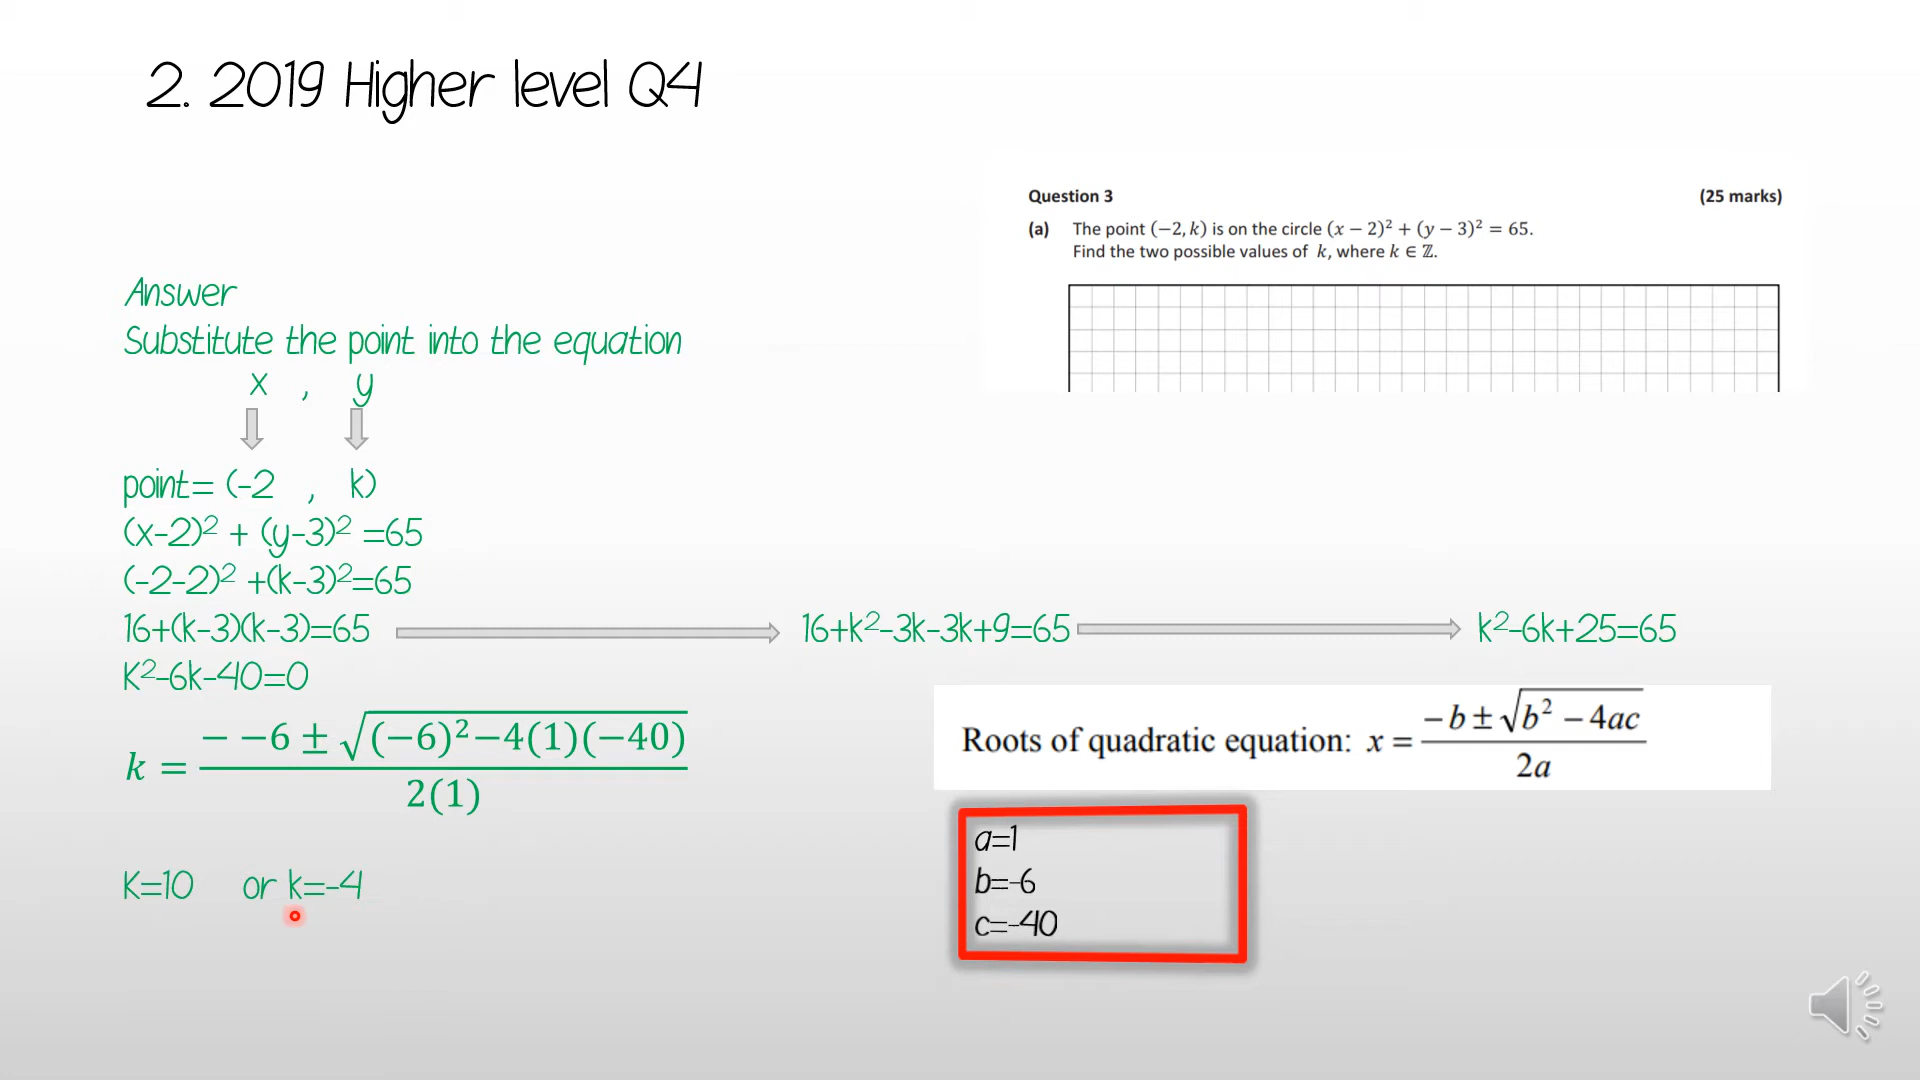 2. 2019 Higher level Q4
Question 3 (25 marks)
(a) The point (−2, k) is on the circle (x − 2)² + (y − 3)² = 65.
Find the two possible values of k, where k ∈ ℤ.
Answer
Substitute the point into the equation
x , y
point= (-2 , k)
(x-2)² + (y-3)² =65
(-2-2)² +(k-3)²=65
16+(k-3)(k-3)=65 16+k²-3k-3k+9=65 k²-6k+25=65
K²-6k-40=0
k = (− −6 ± √((−6)²−4(1)(−40))) / 2(1)
Roots of quadratic equation: x = (−b ± √(b² − 4ac)) / 2a
a=1
b=-6
c=-40
K=10 or k=-4